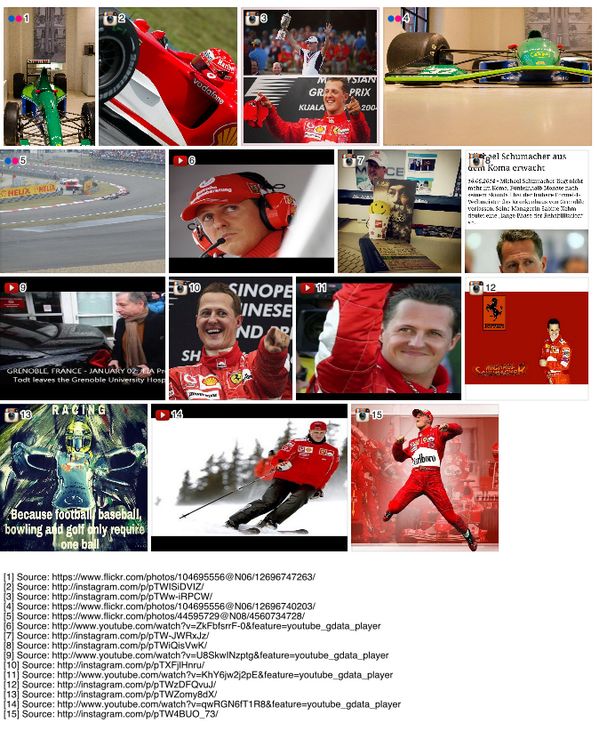 1
2
vodafone
3
MALAYSIAN
GRAND PRIX
KUALA LUMPUR 2004
4
5
HELIX
HELIX
6
7
Michael Schumacher aus
dem Koma erwacht
9
GRENOBLE, FRANCE - JANUARY 02: FIA Pr
Todt leaves the Grenoble University Hosp
10
SINOPE
CHINESE
GRAND
11
12
13
RACING
Because football, baseball,
bowling and golf only require
one ball
14
15
Marlboro
[1] Source: https://www.flickr.com/photos/104695556@N06/12696747263/
[2] Source: http://instagram.com/p/pTWISiDVIZ/
[3] Source: http://instagram.com/p/pTWw-iRPCW/
[4] Source: https://www.flickr.com/photos/104695556@N06/12696740203/
[5] Source: https://www.flickr.com/photos/44595729@N08/4560734728/
[6] Source: http://www.youtube.com/watch?v=ZkFbfsrrF-0&feature=youtube_gdata_player
[7] Source: http://instagram.com/p/pTW-JWRxJz/
[8] Source: http://instagram.com/p/pTWiQisVwK/
[9] Source: http://www.youtube.com/watch?v=U8SkwlNzptg&feature=youtube_gdata_player
[10] Source: http://instagram.com/p/pTXFjlHnru/
[11] Source: http://www.youtube.com/watch?v=KhY6jw2j2pE&feature=youtube_gdata_player
[12] Source: http://instagram.com/p/pTWzDFQvuJ/
[13] Source: http://instagram.com/p/pTWZomy8dX/
[14] Source: http://www.youtube.com/watch?v=qwRGN6fT1R8&feature=youtube_gdata_player
[15] Source: http://instagram.com/p/pTW4BUO_73/